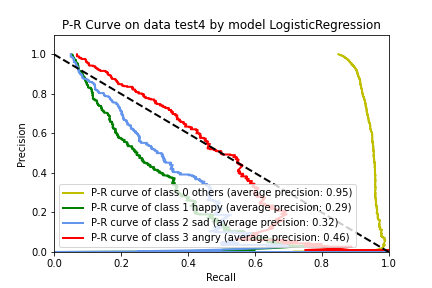 P-R Curve on data test4 by model LogisticRegression
1.0
0.8
0.6
0.4
0.2
0.0
Precision
P-R curve of class 0 others (average precision: 0.95)
P-R curve of class 1 happy (average precision: 0.29)
P-R curve of class 2 sad (average precision: 0.32)
P-R curve of class 3 angry (average precision: 0.46)
0.0 0.2 0.4 0.6 0.8 1.0
Recall